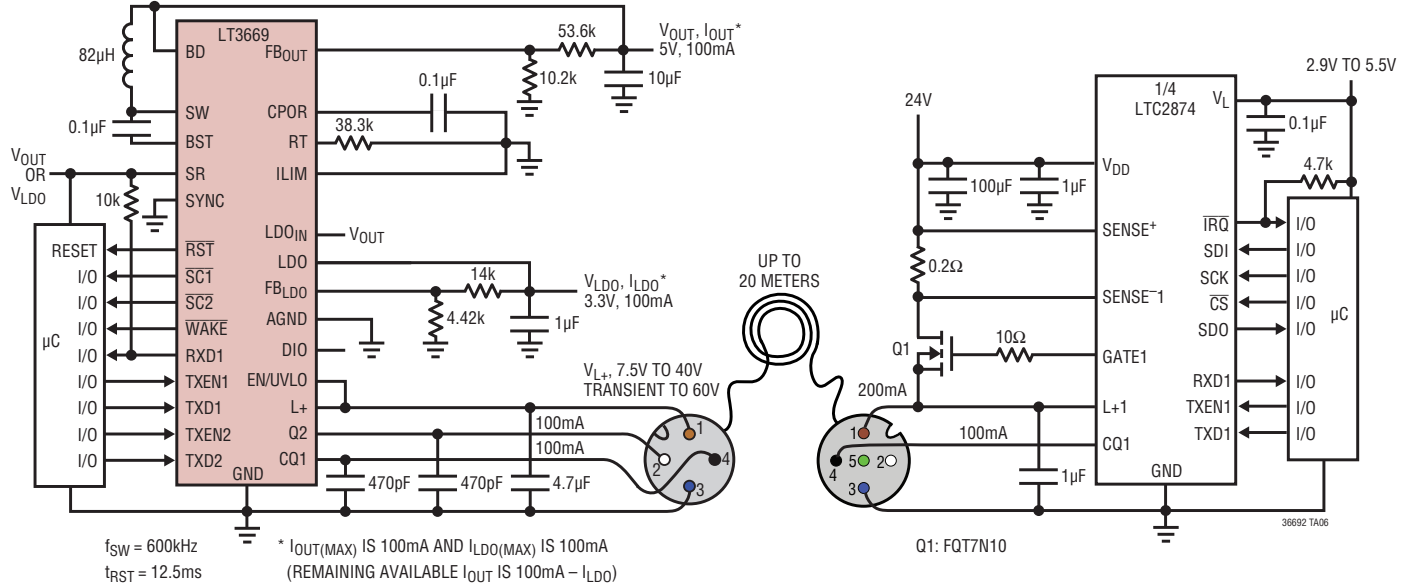 LT3669
BD
FBOUT
53.6k
VOUT, IOUT*
5V, 100mA
82µH
10.2k
10µF
SW
CPOR
0.1µF
0.1µF
BST
RT
38.3k
VOUT
OR
VLDO
SR
ILIM
10k
SYNC
LDOIN
VOUT
RESET
RST
LDO
I/O
SC1
FBLDO
14k
VLDO, ILDO*
3.3V, 100mA
I/O
SC2
4.42k
1µF
µC
I/O
WAKE
AGND
I/O
RXD1
DIO
I/O
TXEN1
EN/UVLO
VL+, 7.5V TO 40V
TRANSIENT TO 60V
I/O
TXD1
L+
I/O
TXEN2
Q2
100mA
I/O
TXD2
CQ1
100mA
GND
470pF
470pF
4.7µF
1
2
4
3
UP TO
20 METERS
1
4
5
2
3
24V
1/4
LTC2874
VL
2.9V TO 5.5V
0.1µF
VDD
100µF
1µF
4.7k
SENSE+
IRQ
I/O
0.2Ω
SDI
I/O
SCK
I/O
SENSE–1
CS
I/O
µC
SDO
I/O
Q1
10Ω
GATE1
200mA
RXD1
I/O
L+1
TXEN1
I/O
100mA
CQ1
TXD1
I/O
1µF
GND
36692 TA06
fSW = 600kHz
tRST = 12.5ms
* IOUT(MAX) IS 100mA AND ILDO(MAX) IS 100mA
(REMAINING AVAILABLE IOUT IS 100mA – ILDO)
Q1: FQT7N10